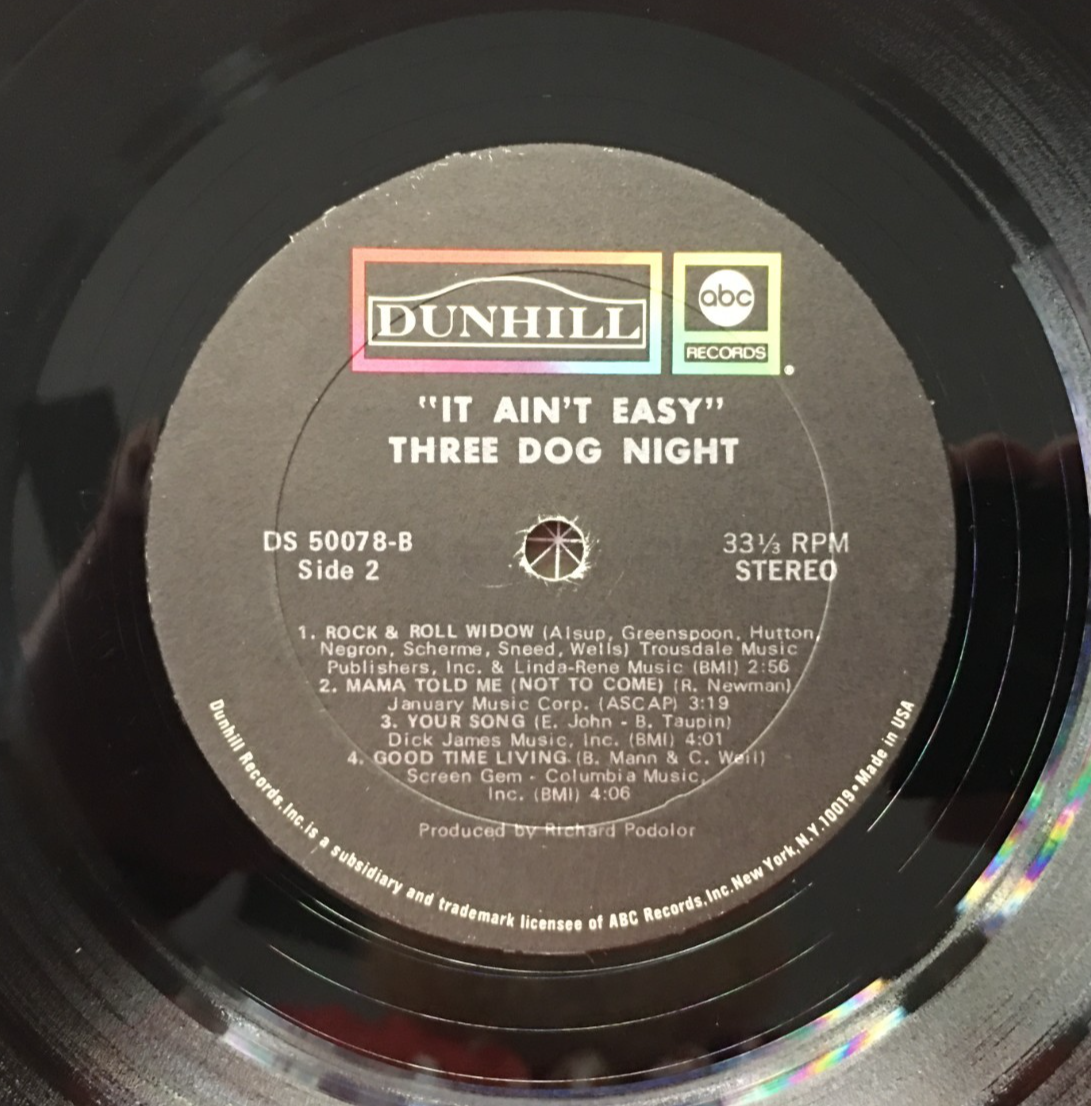 DUNHILL
abc
RECORDS
®
"IT AIN'T EASY"
THREE DOG NIGHT
DS 50078-B
Side 2
33⅓ RPM
STEREO
1. ROCK & ROLL WIDOW (Alsup, Greenspoon, Hutton,
Negron, Scherme, Sneed, Wells) Trousdale Music
Publishers, Inc. & Linda-Rene Music (BMI) 2:56
2. MAMA TOLD ME (NOT TO COME) (R. Newman)
January Music Corp. (ASCAP) 3:19
3. YOUR SONG (E. John - B. Taupin)
Dick James Music, Inc. (BMI) 4:01
4. GOOD TIME LIVING (B. Mann & C. Weil)
Screen Gem - Columbia Music,
Inc. (BMI) 4:06
Produced by Richard Podolor
Dunhill Records, Inc. is a subsidiary and trademark licensee of ABC Records, Inc. New York, N.Y. 10019 • Made in USA